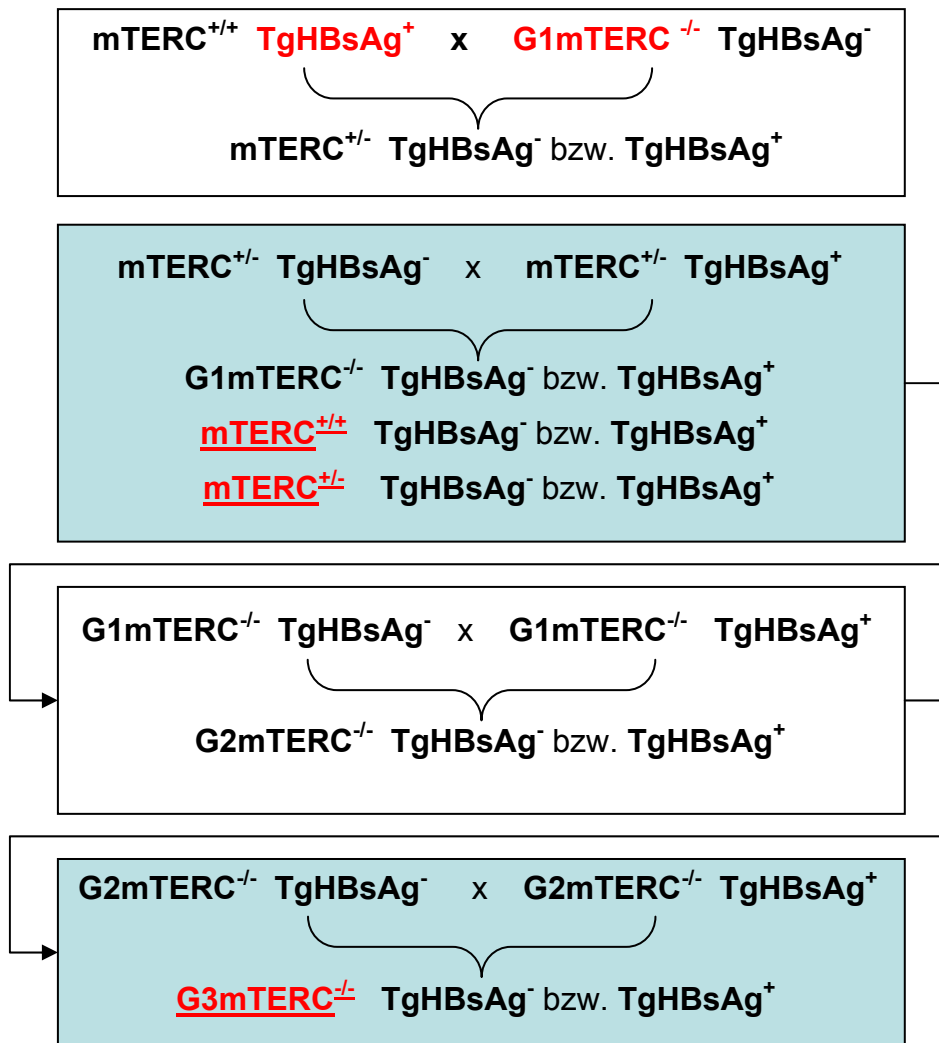 mTERC+/+ TgHBsAg+ x G1mTERC -/- TgHBsAg-
mTERC+/- TgHBsAg- bzw. TgHBsAg+
mTERC+/- TgHBsAg- x mTERC+/- TgHBsAg+
G1mTERC-/- TgHBsAg- bzw. TgHBsAg+
mTERC+/+ TgHBsAg- bzw. TgHBsAg+
mTERC+/- TgHBsAg- bzw. TgHBsAg+
G1mTERC-/- TgHBsAg- x G1mTERC-/- TgHBsAg+
G2mTERC-/- TgHBsAg- bzw. TgHBsAg+
G2mTERC-/- TgHBsAg- x G2mTERC-/- TgHBsAg+
G3mTERC-/- TgHBsAg- bzw. TgHBsAg+